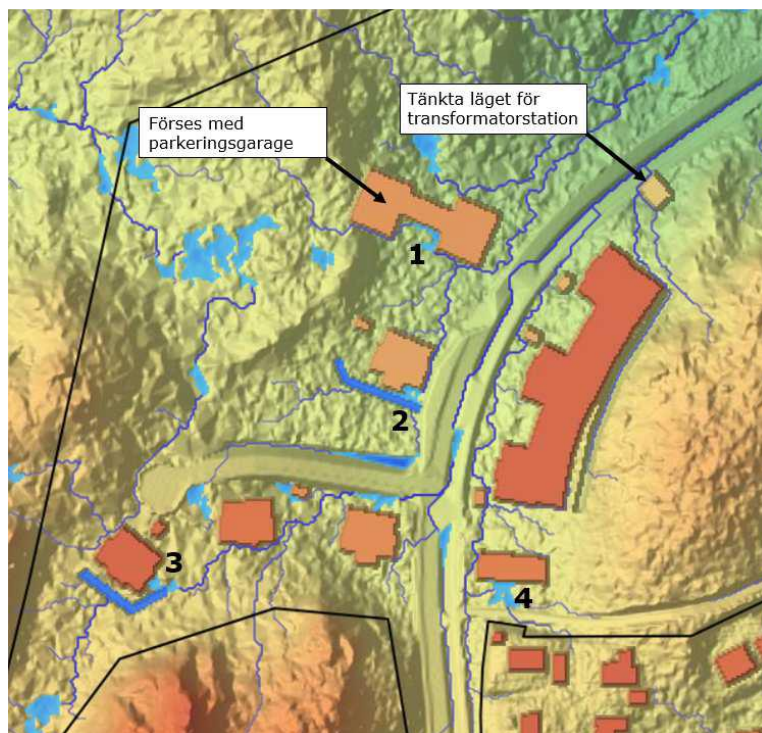 Tänkta läget för
transformatorstation
Förses med
parkeringsgarage
1
2
3
4